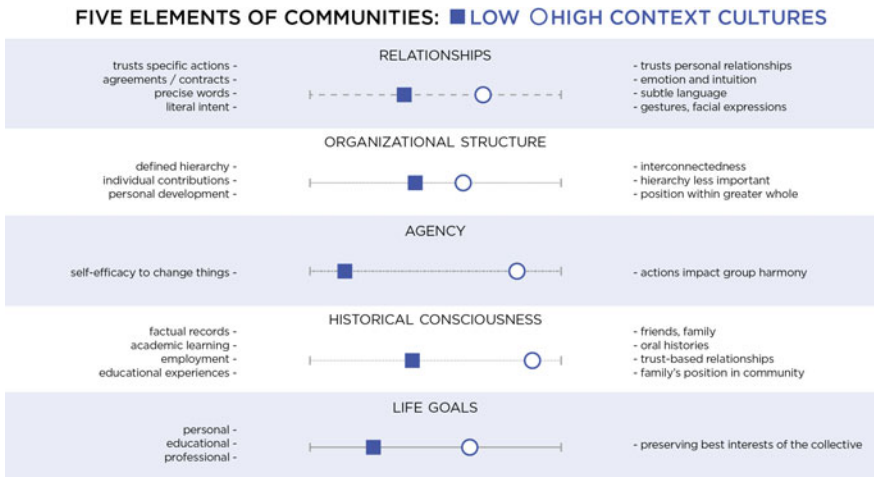 FIVE ELEMENTS OF COMMUNITIES: LOW HIGH CONTEXT CULTURES
RELATIONSHIPS
trusts specific actions -
agreements / contracts -
precise words -
literal intent -
- trusts personal relationships
- emotion and intuition
- subtle language
- gestures, facial expressions
ORGANIZATIONAL STRUCTURE
defined hierarchy -
individual contributions -
personal development -
- interconnectedness
- hierarchy less important
- position within greater whole
AGENCY
self-efficacy to change things -
- actions impact group harmony
HISTORICAL CONSCIOUSNESS
factual records -
academic learning -
employment -
educational experiences -
- friends, family
- oral histories
- trust-based relationships
- family's position in community
LIFE GOALS
personal -
educational -
professional -
- preserving best interests of the collective